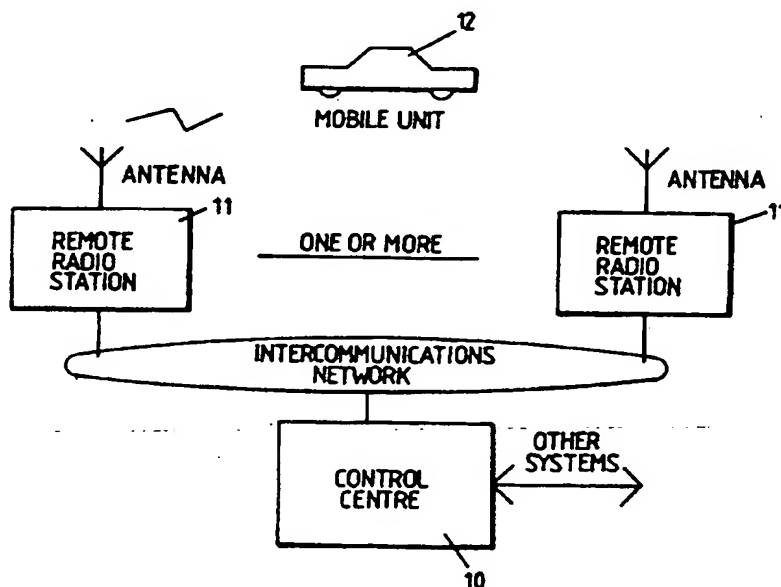 12
MOBILE UNIT
ANTENNA
11
REMOTE
RADIO
STATION
ONE OR MORE
ANTENNA
11
REMOTE
RADIO
STATION
INTERCOMMUNICATIONS
NETWORK
CONTROL
CENTRE
OTHER
SYSTEMS
10